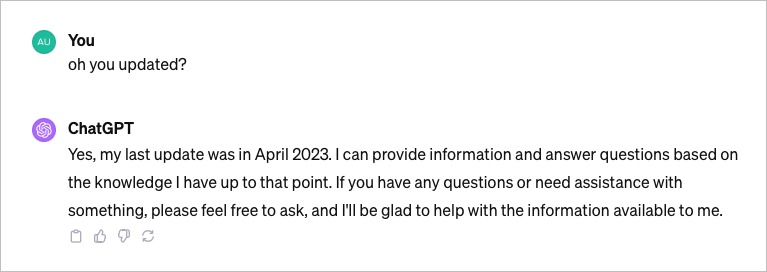 AU
You
oh you updated?
ChatGPT
Yes, my last update was in April 2023. I can provide information and answer questions based on
the knowledge I have up to that point. If you have any questions or need assistance with
something, please feel free to ask, and I'll be glad to help with the information available to me.